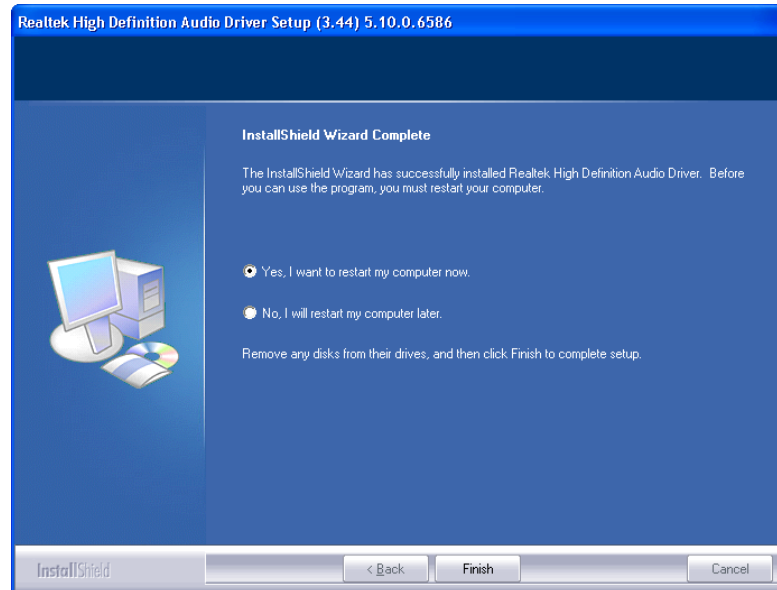 Realtek High Definition Audio Driver Setup (3.44) 5.10.0.6586
InstallShield Wizard Complete
The InstallShield Wizard has successfully installed Realtek High Definition Audio Driver. Before
you can use the program, you must restart your computer.
Yes, I want to restart my computer now.
No, I will restart my computer later.
Remove any disks from their drives, and then click Finish to complete setup.
InstallShield
< Back
Finish
Cancel